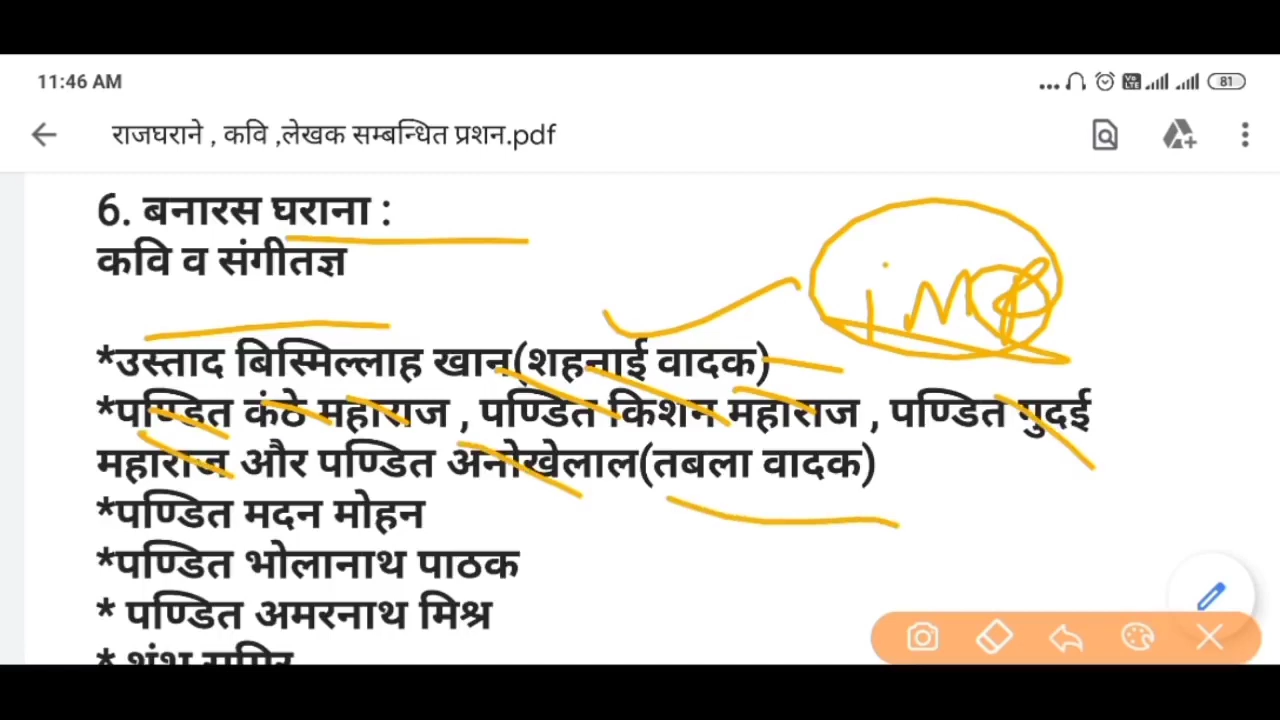 11:46 AM
81
राजघराने , कवि ,लेखक सम्बन्धित प्रशन.pdf
6. बनारस घराना :
कवि व संगीतज्ञ
imp
*उस्ताद बिस्मिल्लाह खान(शहनाई वादक)
*पण्डित कंठे महाराज , पण्डित किशन महाराज , पण्डित गुदई
महाराज और पण्डित अनोखेलाल(तबला वादक)
*पण्डित मदन मोहन
*पण्डित भोलानाथ पाठक
* पण्डित अमरनाथ मिश्र